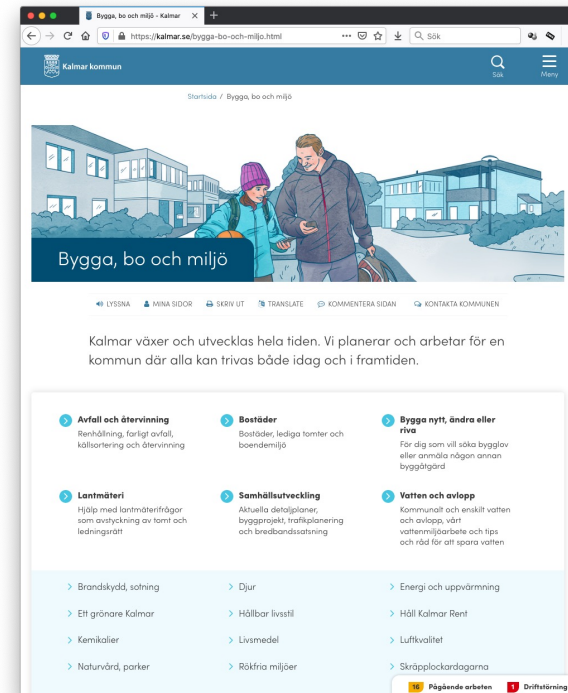 Bygga, bo och miljö - Kalmar
https://kalmar.se/bygga-bo-och-miljo.html
Sök
Kalmar kommun
Sök
Meny
Startsida / Bygga, bo och miljö
Bygga, bo och miljö
LYSSNA MINA SIDOR SKRIV UT TRANSLATE KOMMENTERA SIDAN KONTAKTA KOMMUNEN
Kalmar växer och utvecklas hela tiden. Vi planerar och arbetar för en
kommun där alla kan trivas både idag och i framtiden.
Avfall och återvinning
Renhållning, farligt avfall,
källsortering och återvinning
Bostäder
Bostäder, lediga tomter och
boendemiljö
Bygga nytt, ändra eller
riva
För dig som vill söka bygglov
eller anmäla någon annan
byggåtgärd
Lantmäteri
Hjälp med lantmäterifrågor
som avstyckning av tomt och
ledningsrätt
Samhällsutveckling
Aktuella detaljplaner,
byggprojekt, trafikplanering
och bredbandssatsning
Vatten och avlopp
Kommunalt och enskilt vatten
och avlopp, vårt
vattenmiljöarbete och tips
och råd för att spara vatten
Brandskydd, sotning
Djur
Energi och uppvärmning
Ett grönare Kalmar
Hållbar livsstil
Håll Kalmar Rent
Kemikalier
Livsmedel
Luftkvalitet
Naturvård, parker
Rökfria miljöer
Skräpplockardagarna
16 Pågående arbeten 1 Driftstörning